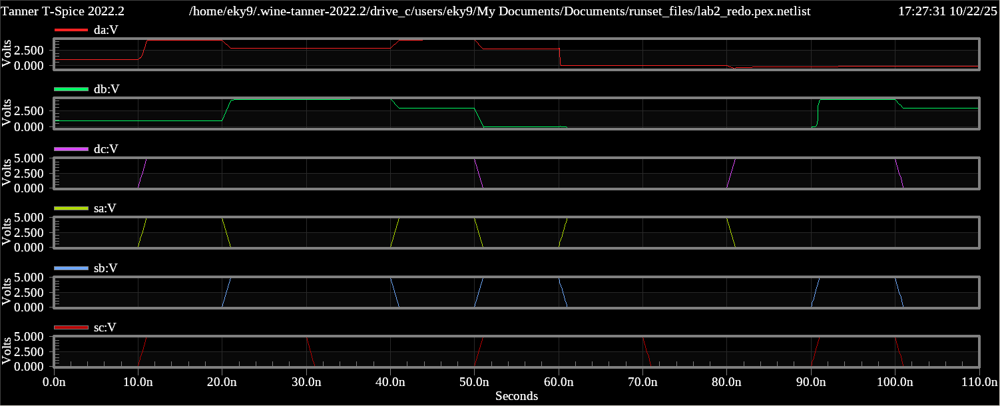 Tanner T-Spice 2022.2 /home/eky9/.wine-tanner-2022.2/drive_c/users/eky9/My Documents/Documents/runset_files/lab2_redo.pex.netlist 17:27:31 10/22/25
da:V
Volts
2.500
0.000
db:V
Volts
2.500
0.000
dc:V
Volts
5.000
2.500
0.000
sa:V
Volts
5.000
2.500
0.000
sb:V
Volts
5.000
2.500
0.000
sc:V
Volts
5.000
2.500
0.000
0.0n 10.0n 20.0n 30.0n 40.0n 50.0n 60.0n 70.0n 80.0n 90.0n 100.0n 110.0n
Seconds